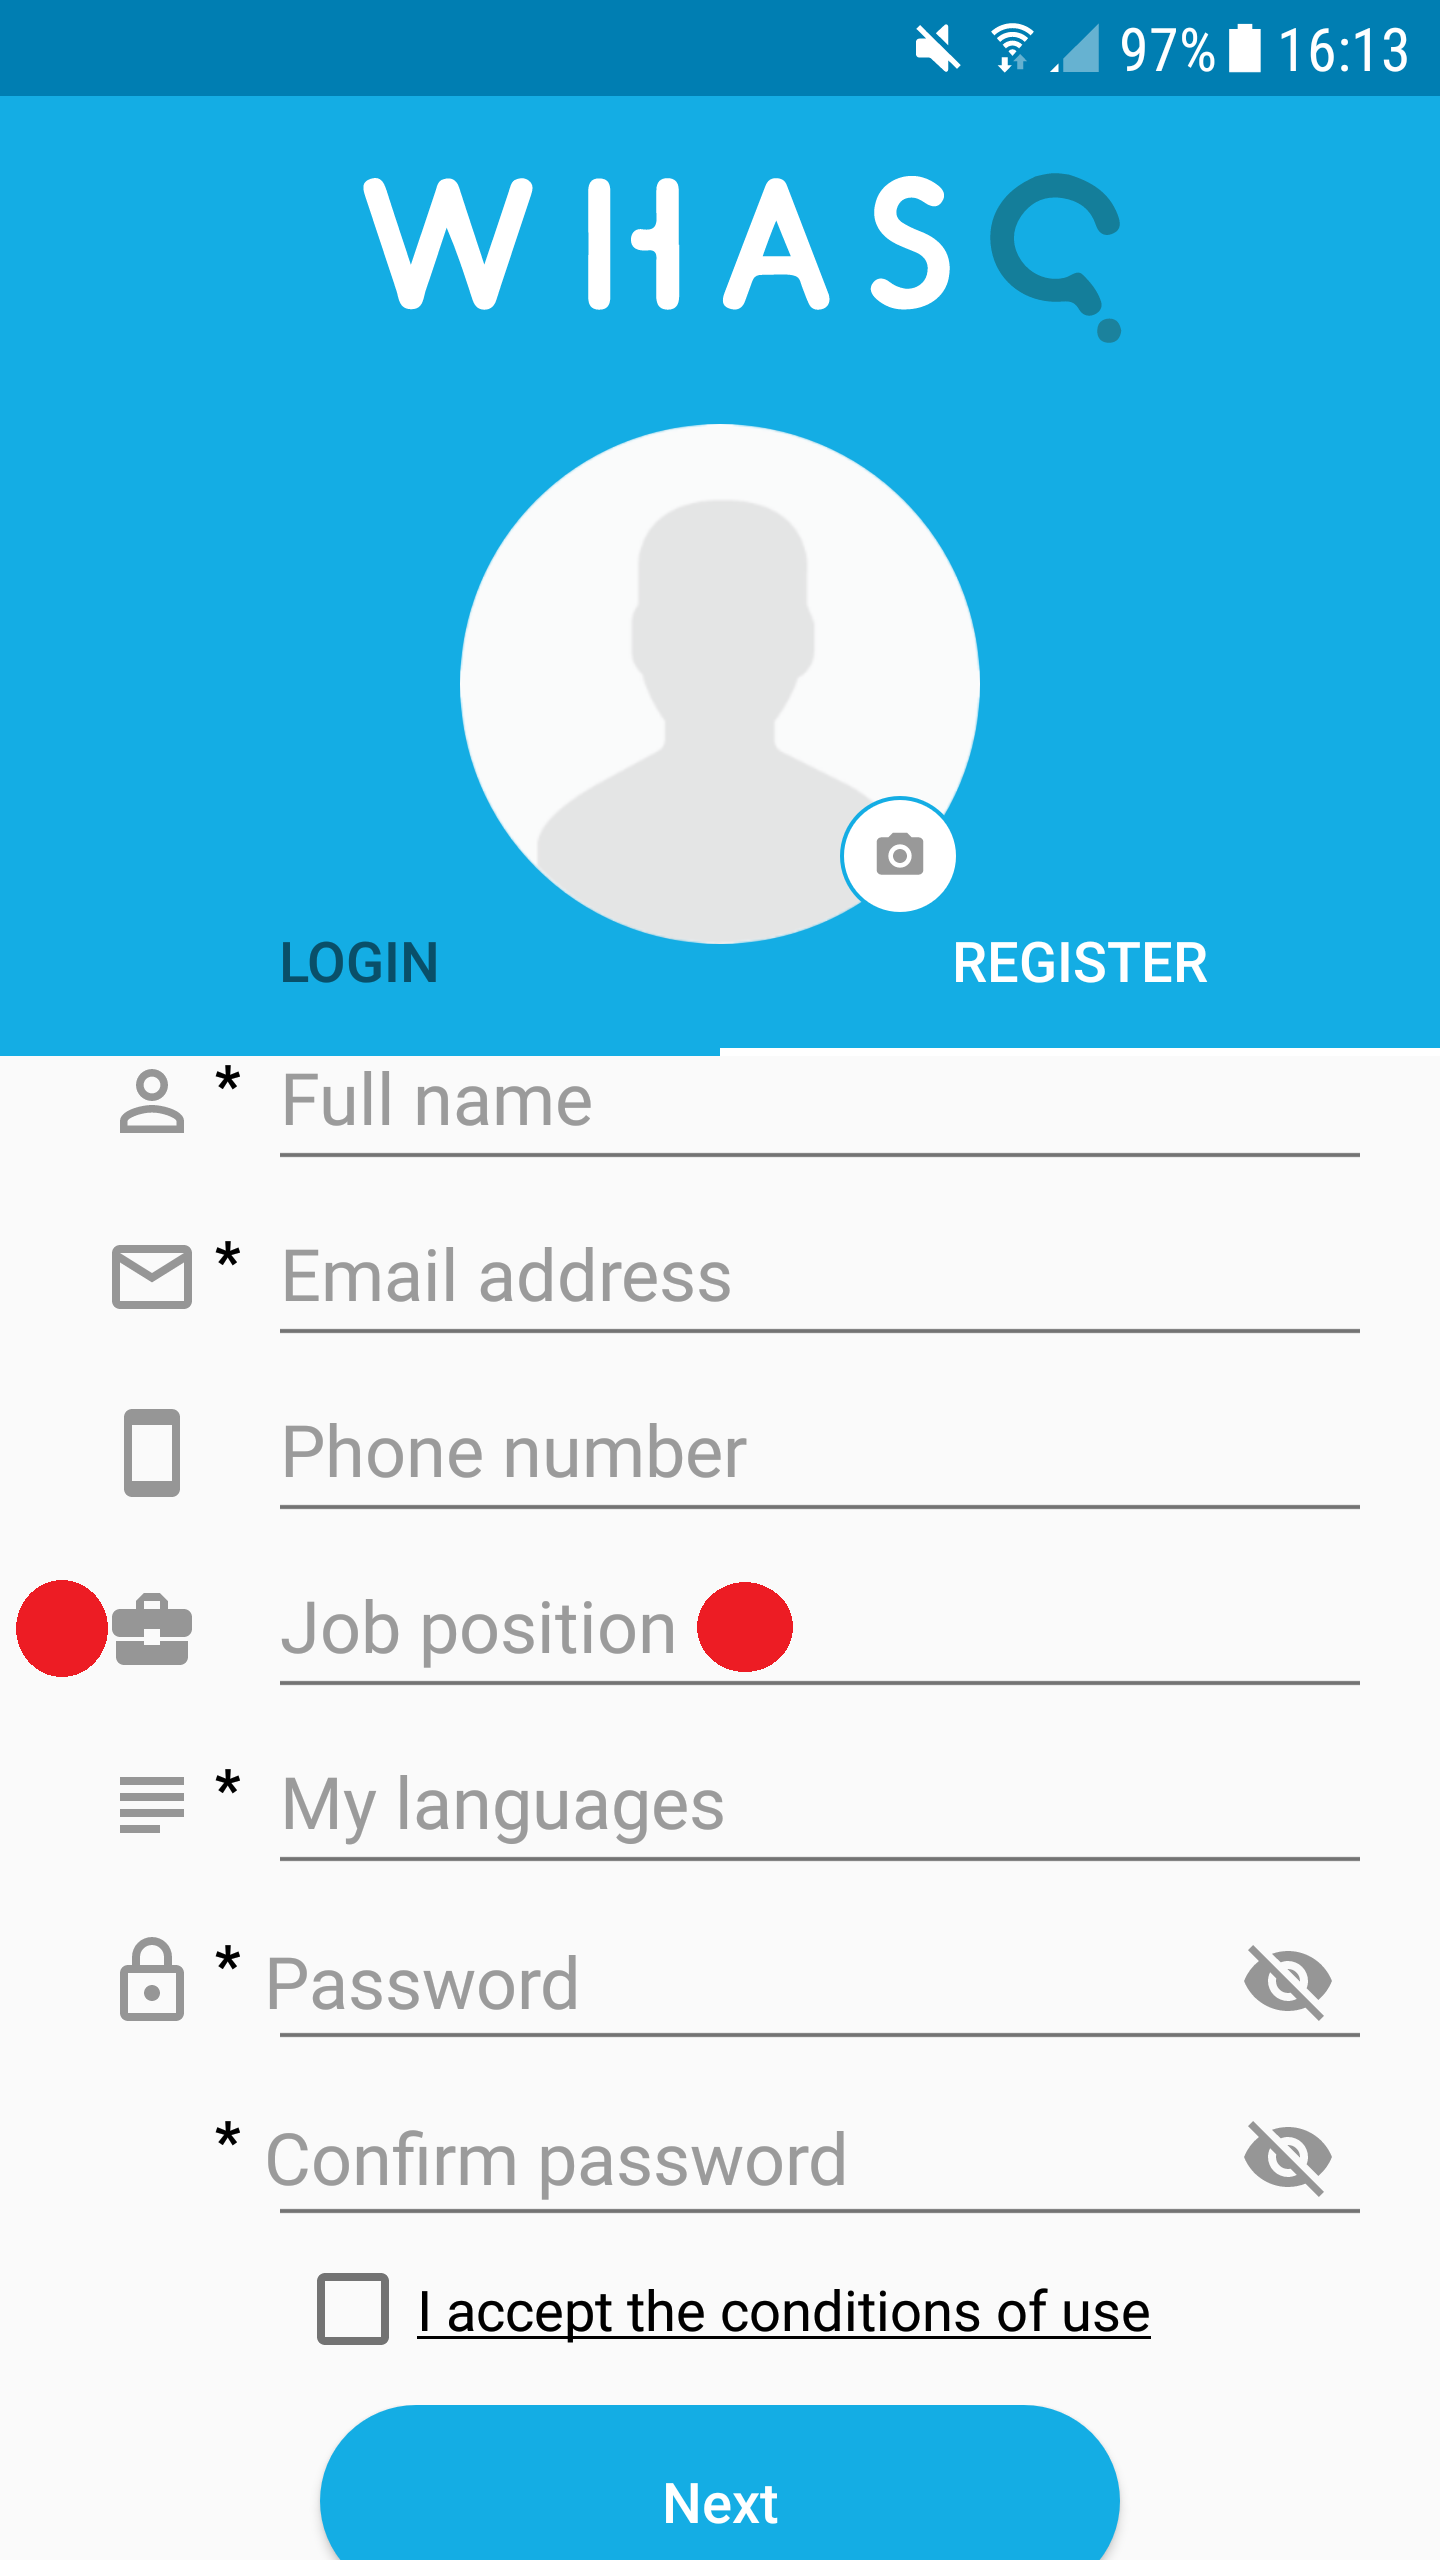 97% 16:13
WHASQ
LOGIN
REGISTER
* Full name
* Email address
Phone number
Job position
* My languages
* Password
* Confirm password
I accept the conditions of use
Next